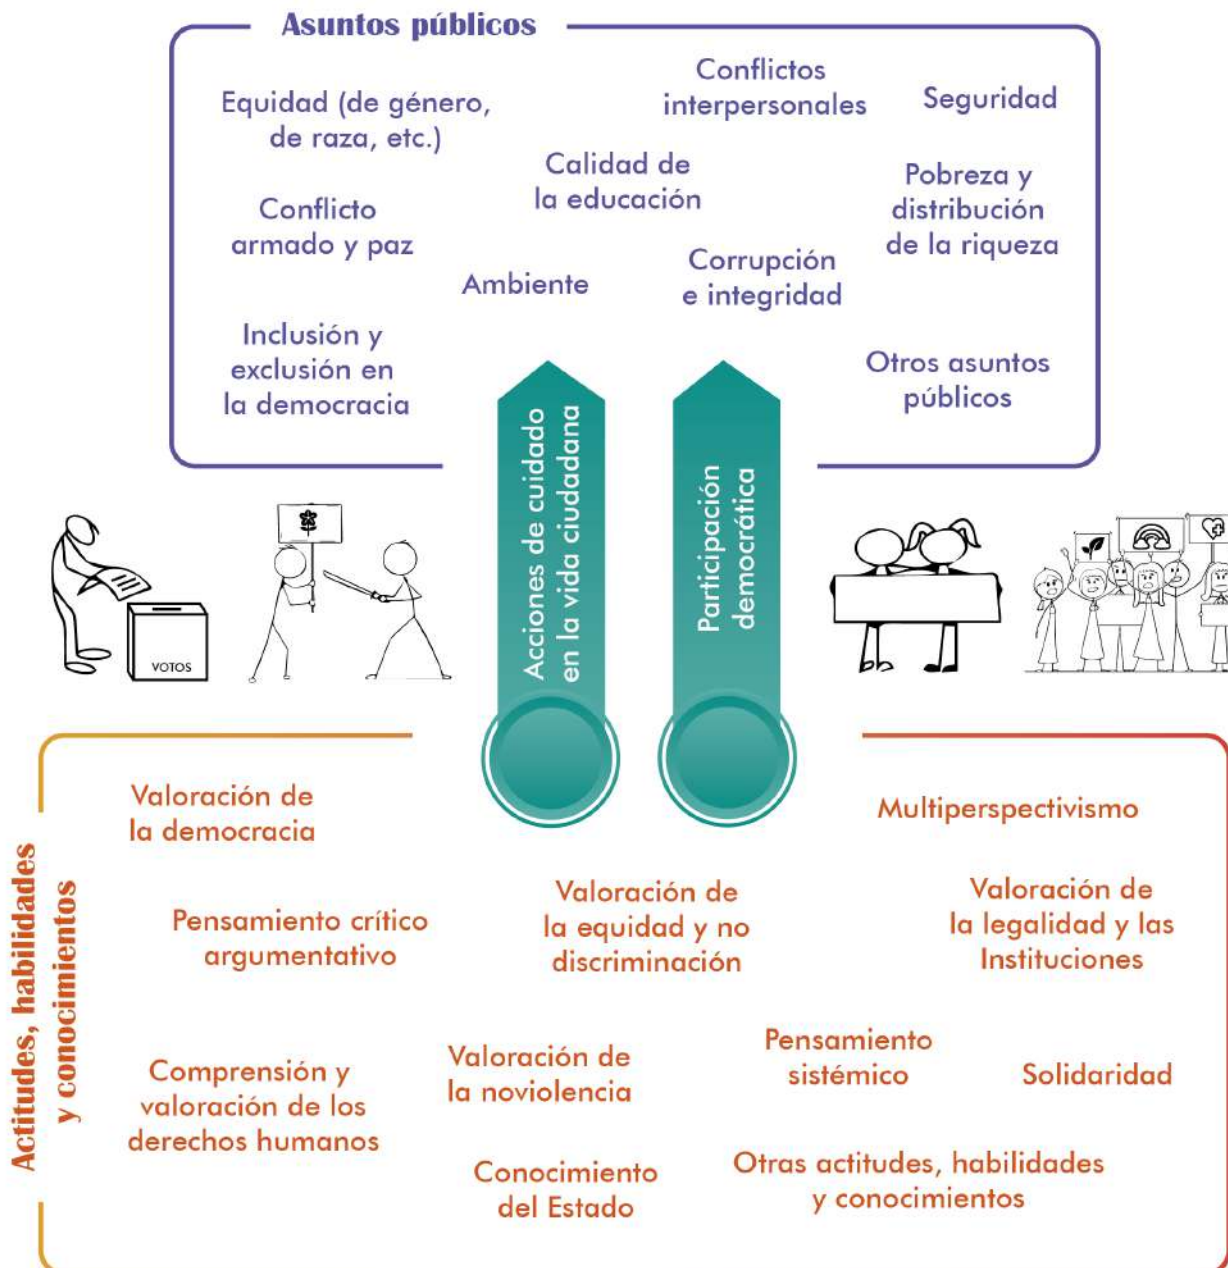 Asuntos públicos
Equidad (de género,
de raza, etc.)
Conflictos
interpersonales
Seguridad
Calidad de
la educación
Pobreza y
distribución
de la riqueza
Conflicto
armado y paz
Ambiente
Corrupción
e integridad
Inclusión y
exclusión en
la democracia
Otros asuntos
públicos
Acciones de cuidado
en la vida ciudadana
Participación
democrática
VOTOS
Actitudes, habilidades
y conocimientos
Valoración de
la democracia
Multiperspectivismo
Pensamiento crítico
argumentativo
Valoración de
la equidad y no
discriminación
Valoración de
la legalidad y las
Instituciones
Comprensión y
valoración de los
derechos humanos
Valoración de
la noviolencia
Pensamiento
sistémico
Solidaridad
Conocimiento
del Estado
Otras actitudes, habilidades
y conocimientos